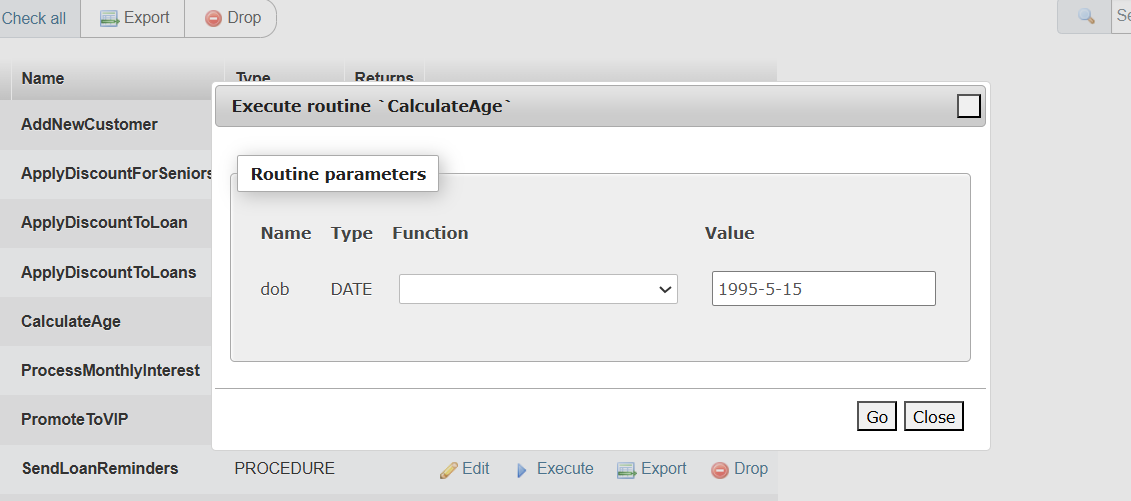 Check all Export Drop Se
Name Type Returns
Execute routine `CalculateAge`
AddNewCustomer
ApplyDiscountForSeniors
Routine parameters
ApplyDiscountToLoan
Name Type Function Value
ApplyDiscountToLoans
dob DATE 1995-5-15
CalculateAge
ProcessMonthlyInterest
PromoteToVIP
Go Close
SendLoanReminders PROCEDURE Edit Execute Export Drop